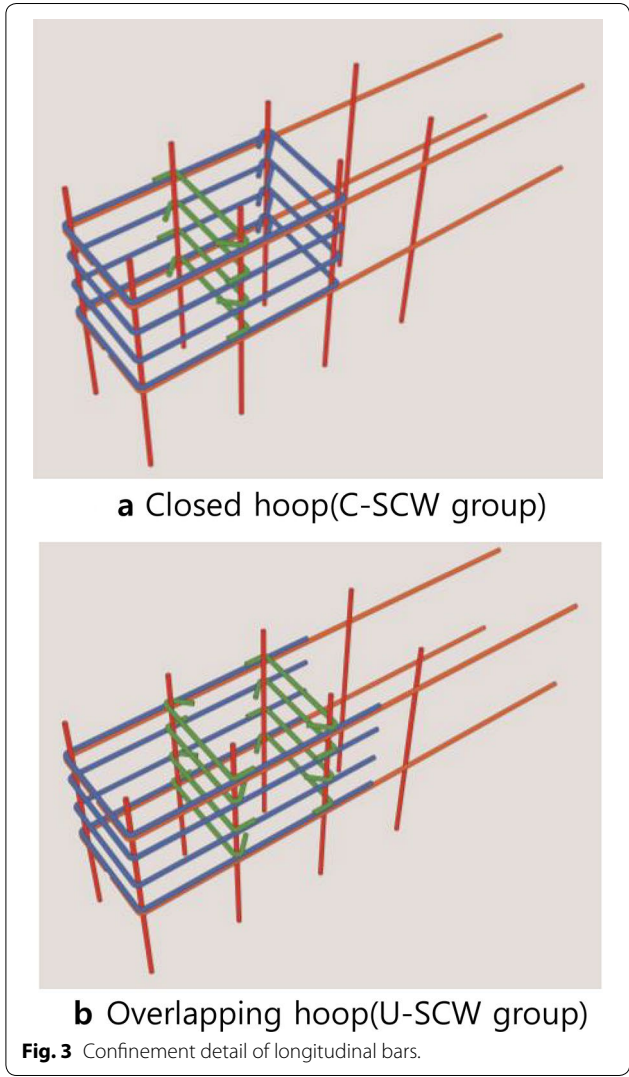 a Closed hoop(C-SCW group)
b Overlapping hoop(U-SCW group)
Fig. 3 Confinement detail of longitudinal bars.